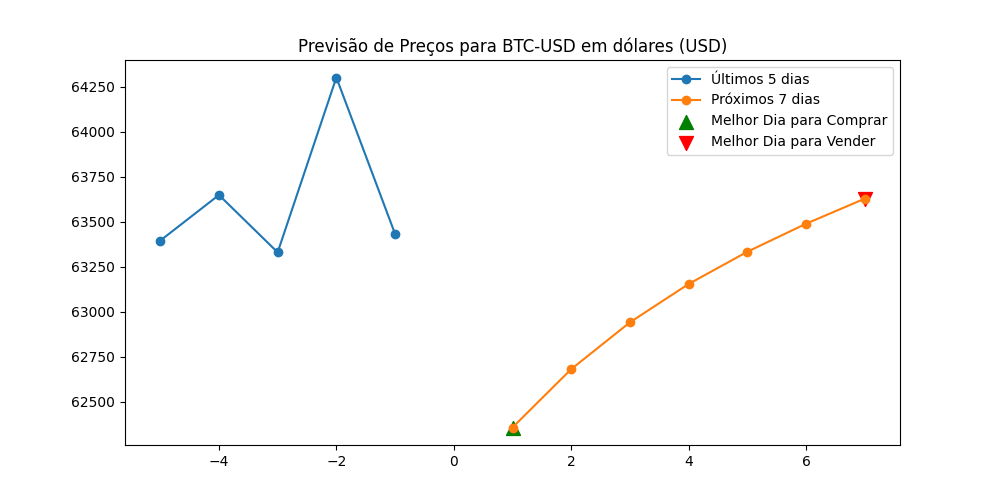 Previsão de Preços para BTC-USD em dólares (USD)
64250
64000
63750
63500
63250
63000
62750
62500
−4
−2
0
2
4
6
Últimos 5 dias
Próximos 7 dias
Melhor Dia para Comprar
Melhor Dia para Vender